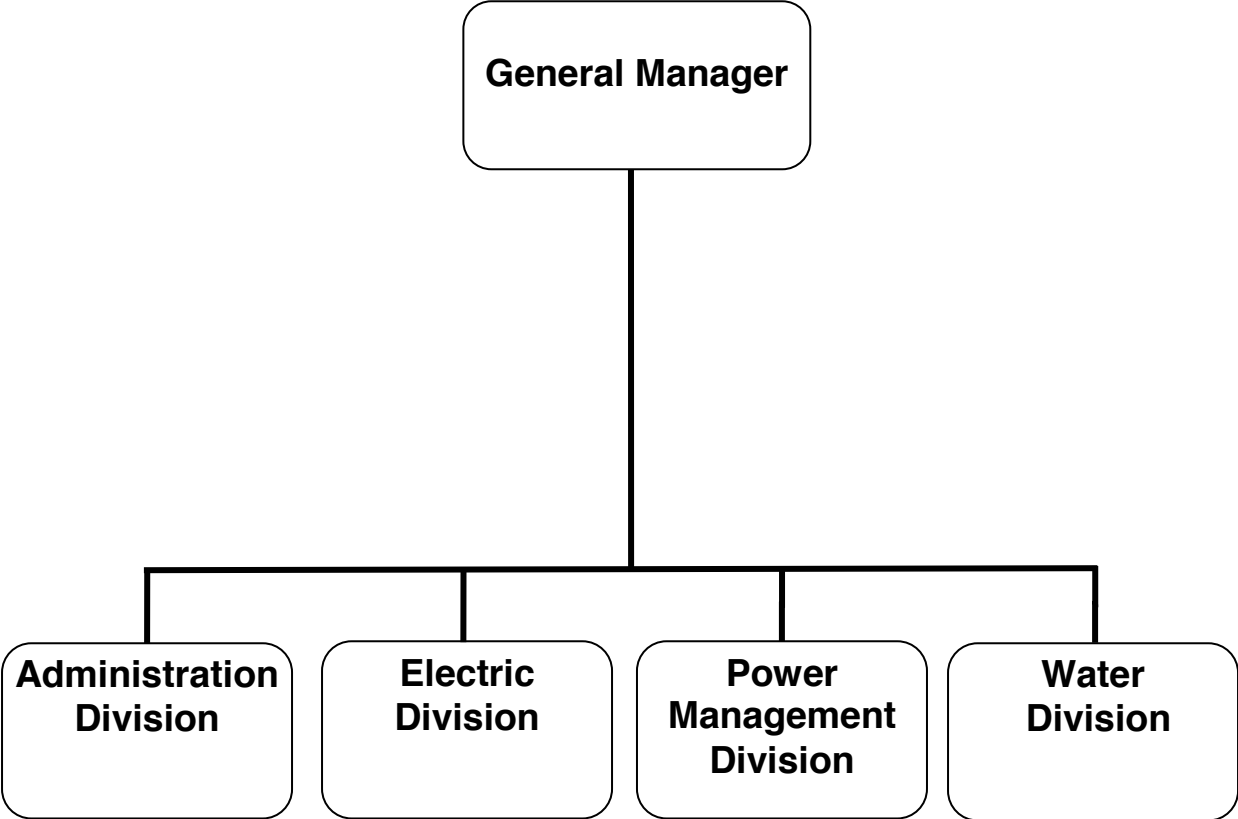 General Manager
Administration
Division
Electric
Division
Power
Management
Division
Water
Division